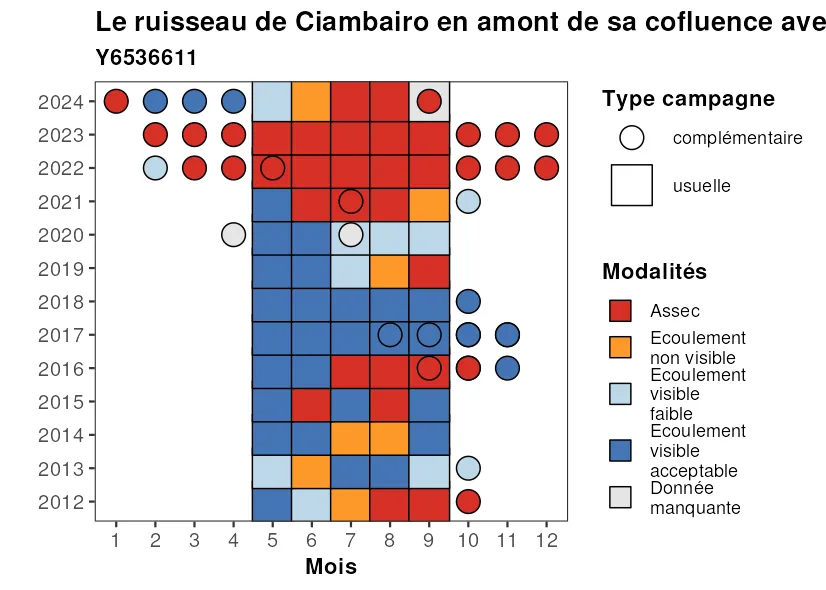 Le ruisseau de Ciambairo en amont de sa cofluence ave
Y6536611
2024
2023
2022
2021
2020
2019
2018
2017
2016
2015
2014
2013
2012
1 2 3 4 5 6 7 8 9 10 11 12
Mois
Type campagne
complémentaire
usuelle
Modalités
Assec
Ecoulement
non visible
Ecoulement
visible
faible
Ecoulement
visible
acceptable
Donnée
manquante